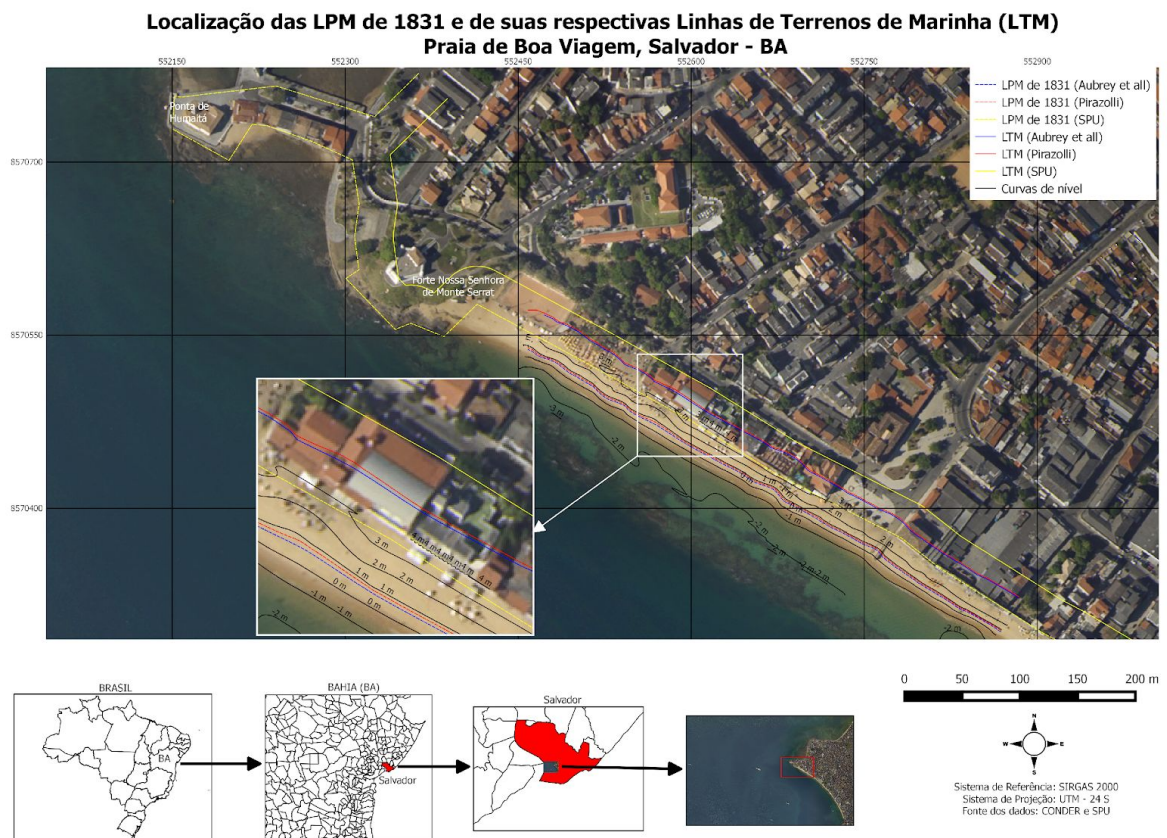 Localização das LPM de 1831 e de suas respectivas Linhas de Terrenos de Marinha (LTM)
Praia de Boa Viagem, Salvador - BA
552150
552300
552450
552600
552750
552900
LPM de 1831 (Aubrey et all)
LPM de 1831 (Pirazolli)
LPM de 1831 (SPU)
LTM (Aubrey et all)
LTM (Pirazolli)
LTM (SPU)
Curvas de nível
Ponta de
Humaitá
8570700
Forte Nossa Senhora
de Monte Serrat
8570550
8570400
3 m
2 m
2 m
4 m
1 m
1 m
0 m
0 m
-1 m
-1 m
-2 m
BRASIL
BA
BAHIA (BA)
Salvador
Salvador
0 50 100 150 200 m
N
W
E
S
Sistema de Referência: SIRGAS 2000
Sistema de Projeção: UTM - 24 S
Fonte dos dados: CONDER e SPU